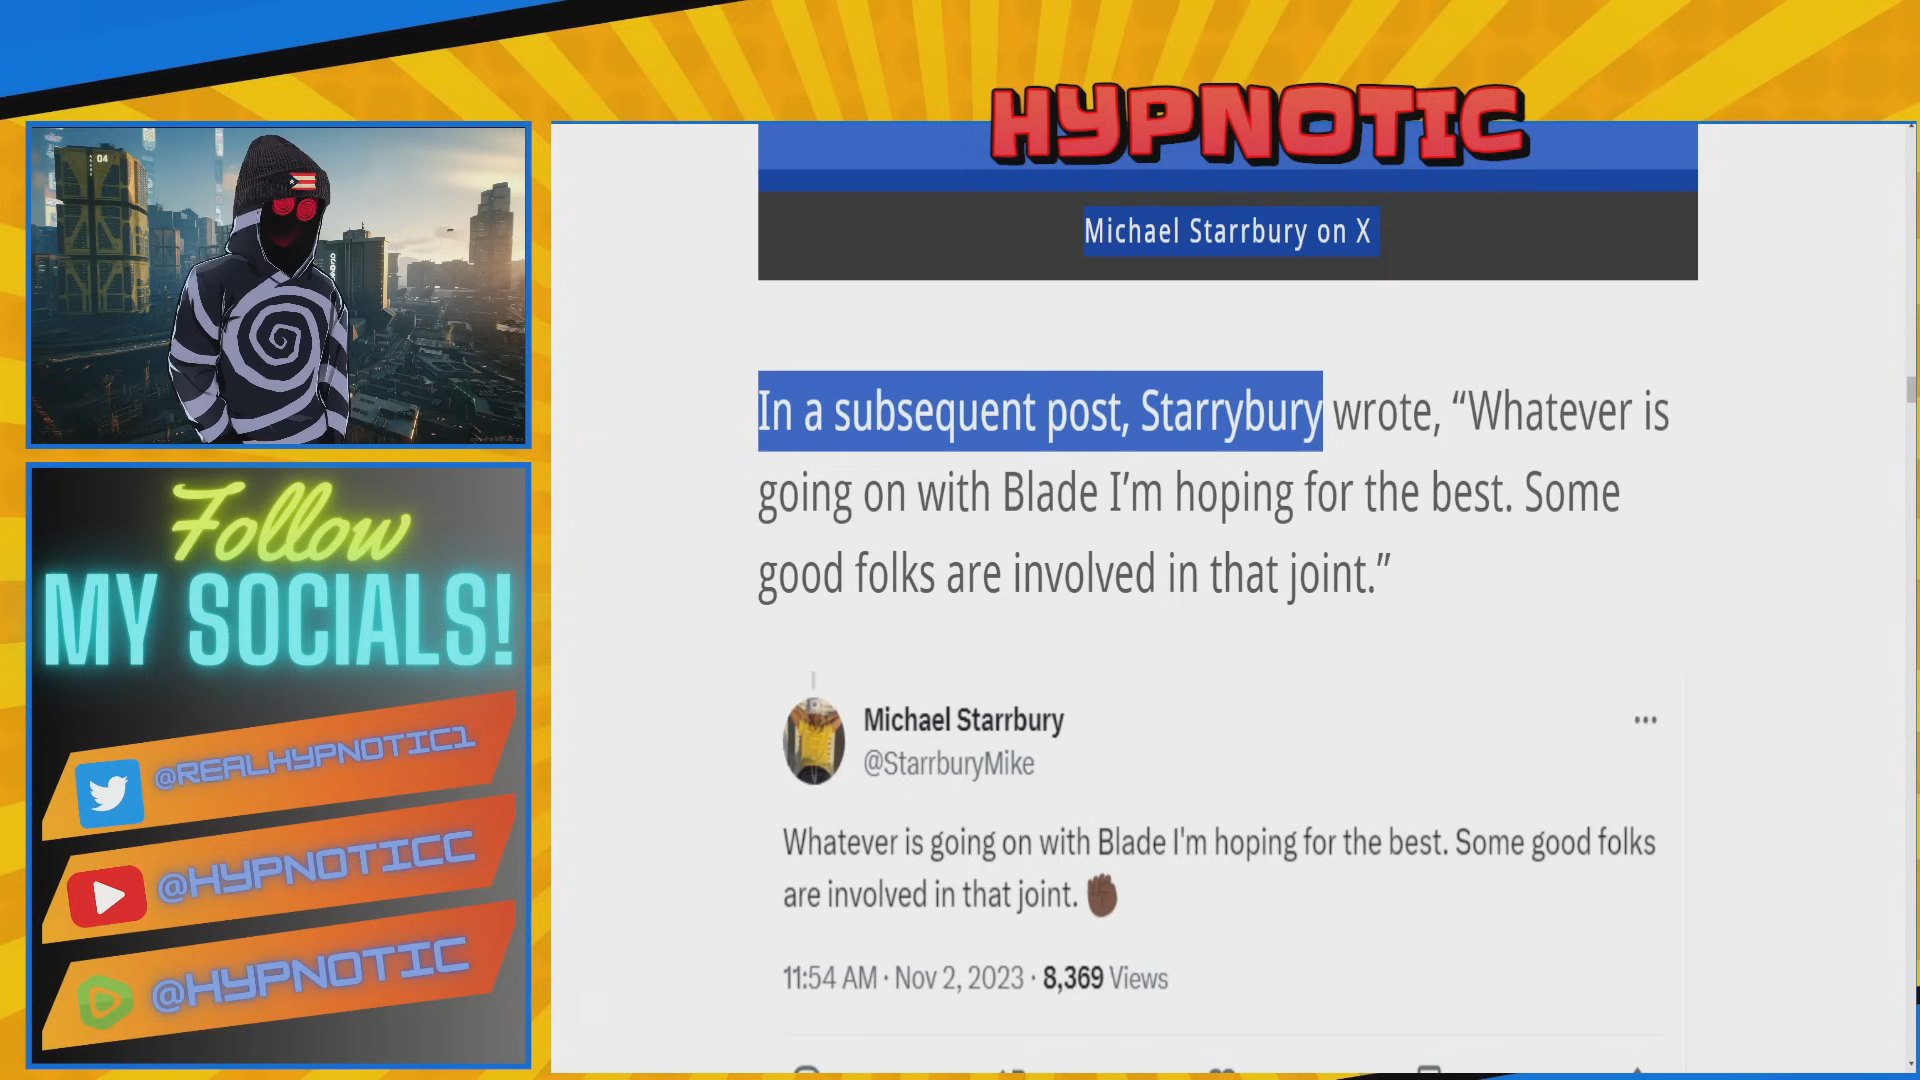 HYPNOTIC
04
Michael Starrbury on X
In a subsequent post, Starrybury wrote, “Whatever is
going on with Blade I’m hoping for the best. Some
good folks are involved in that joint.”
Michael Starrbury
@StarrburyMike
Whatever is going on with Blade I'm hoping for the best. Some good folks
are involved in that joint. ✊🏿
11:54 AM · Nov 2, 2023 · 8,369 Views
Follow
MY SOCIALS!
@REALHYPNOTIC1
@HYPNOTICC
@HYPNOTIC